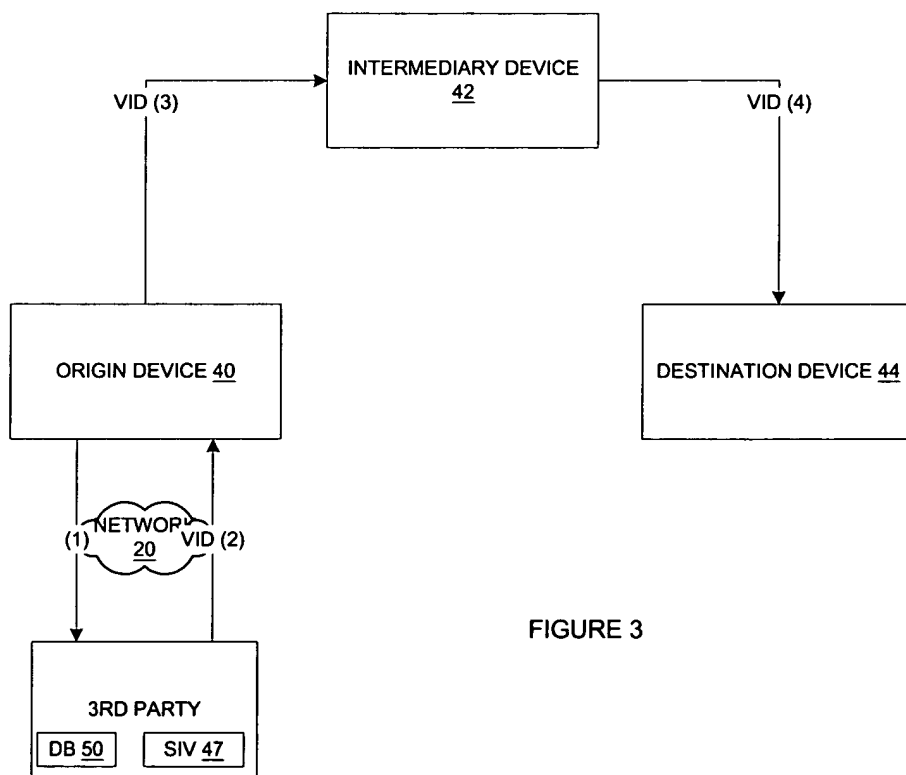 INTERMEDIARY DEVICE
42
VID (3)
VID (4)
ORIGIN DEVICE 40
DESTINATION DEVICE 44
(1)
NETWORK
20
VID (2)
FIGURE 3
3RD PARTY
DB 50
SIV 47